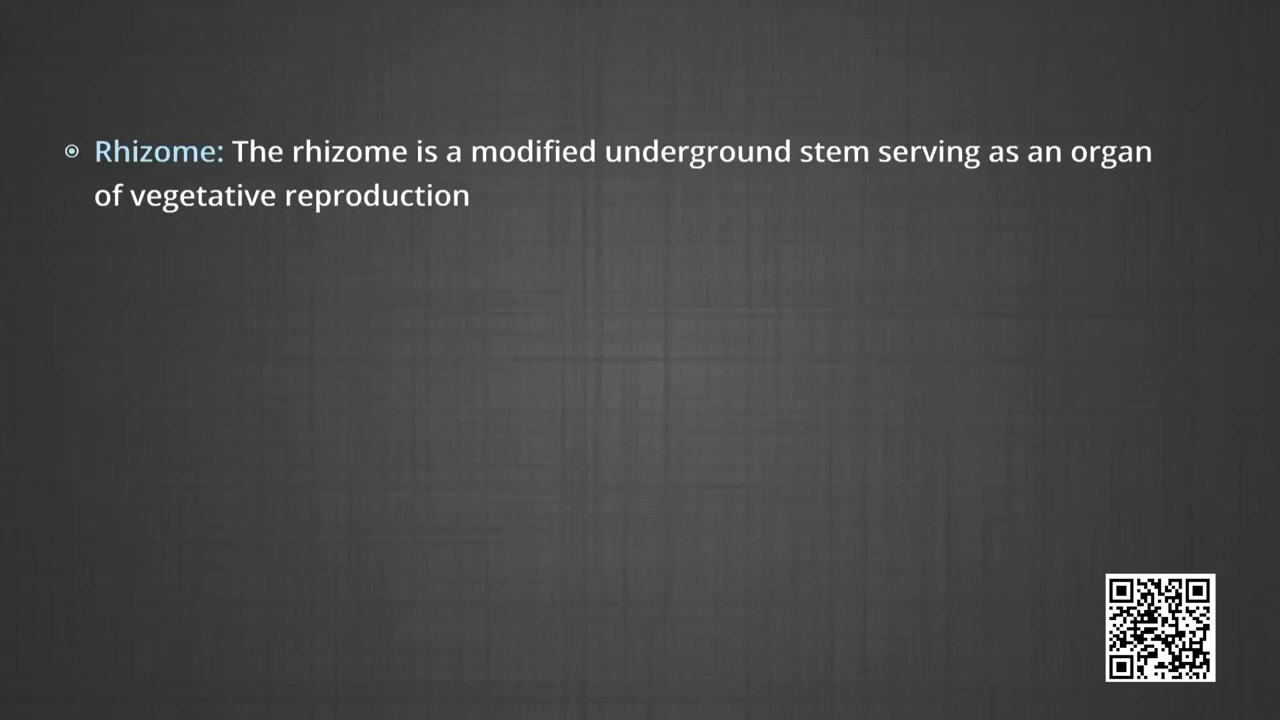 Rhizome: The rhizome is a modified underground stem serving as an organ
of vegetative reproduction